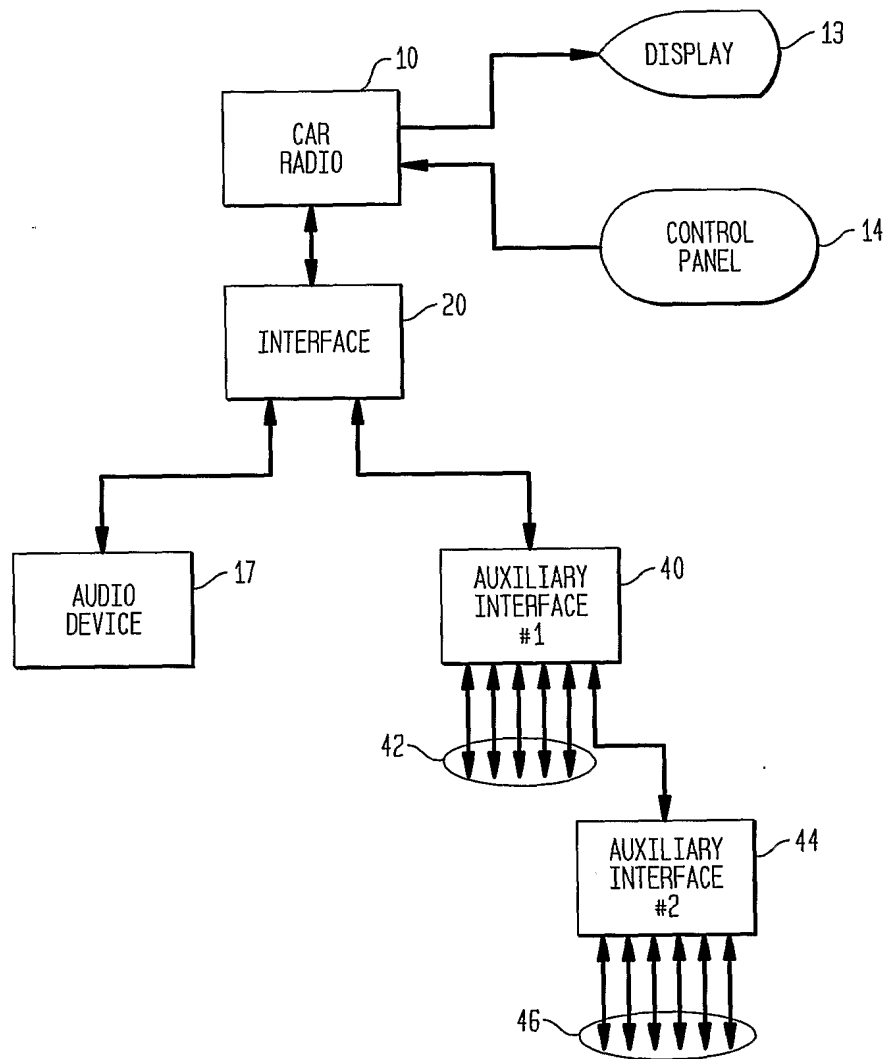 10
CAR
RADIO
DISPLAY
13
CONTROL
PANEL
14
INTERFACE
20
AUDIO
DEVICE
17
AUXILIARY
INTERFACE
#1
40
42
AUXILIARY
INTERFACE
#2
44
46